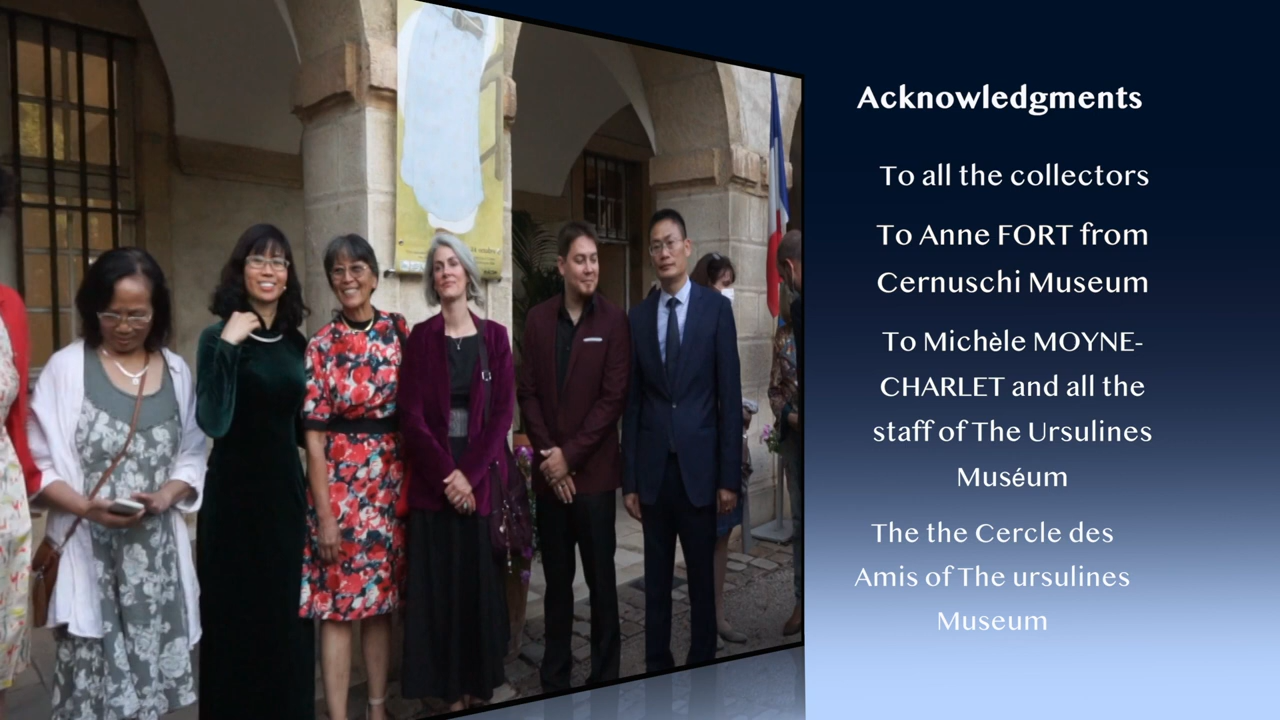 Acknowledgments
To all the collectors
To Anne FORT from
Cernuschi Museum
To Michèle MOYNE-
CHARLET and all the
staff of The Ursulines
Muséum
The the Cercle des
Amis of The ursulines
Museum